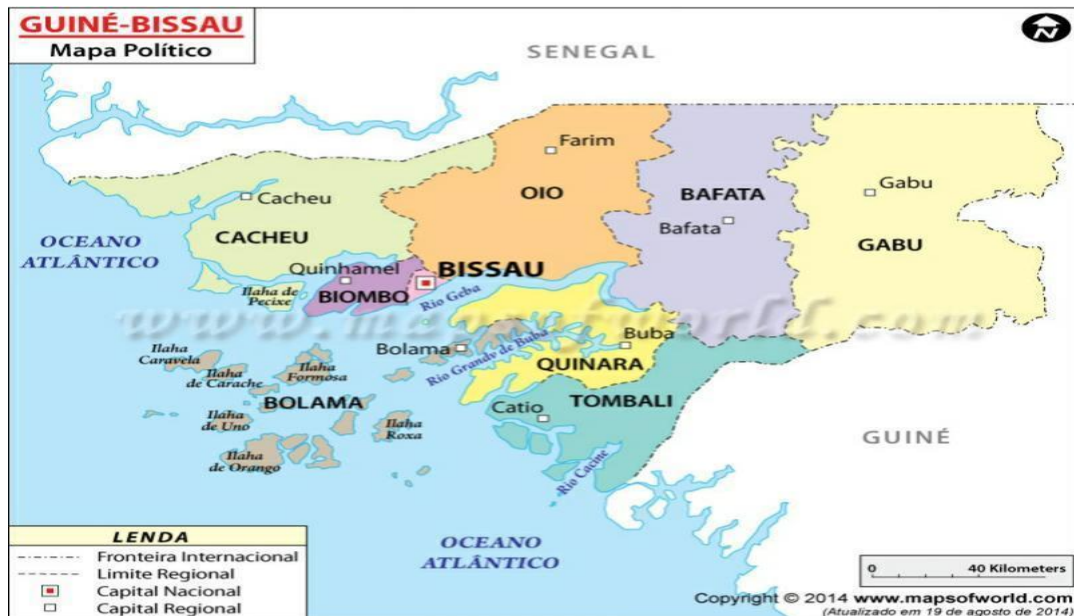 GUINÉ-BISSAU
Mapa Político
N
SENEGAL
Farim
OIO
BAFATA
Bafata
Gabu
GABU
Cacheu
CACHEU
OCEANO
ATLÂNTICO
Quinhamel
BIOMBO
BISSAU
Rio Geba
Ilaha de
Pecixe
www.mapsofworld.com
Bolama
Rio Grande de Buba
Buba
QUINARA
Ilaha
Caravela
Ilaha
de Carache
Ilaha
Formosa
BOLAMA
Ilaha
de Uno
Ilaha
Roxa
Ilaha
de Orango
Catio
TOMBALI
Rio Cacine
GUINÉ
OCEANO
ATLÂNTICO
LENDA
Fronteira Internacional
Limite Regional
Capital Nacional
Capital Regional
0 40 Kilometers
Copyright © 2014 www.mapsofworld.com
(Atualizado em 19 de agosto de 2014)